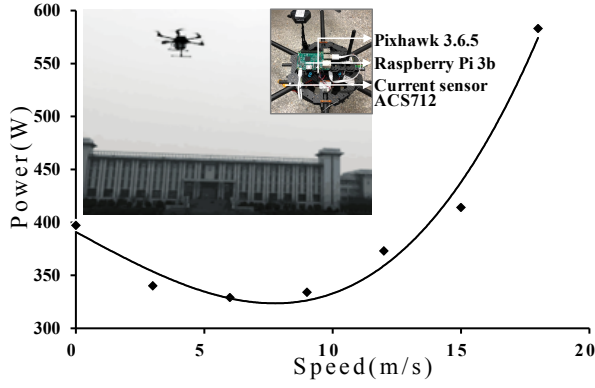 600
550
500
450
400
350
300
Power(W)
Pixhawk 3.6.5
Raspberry Pi 3b
Current sensor
ACS712
0
5
10
15
20
Speed(m/s)